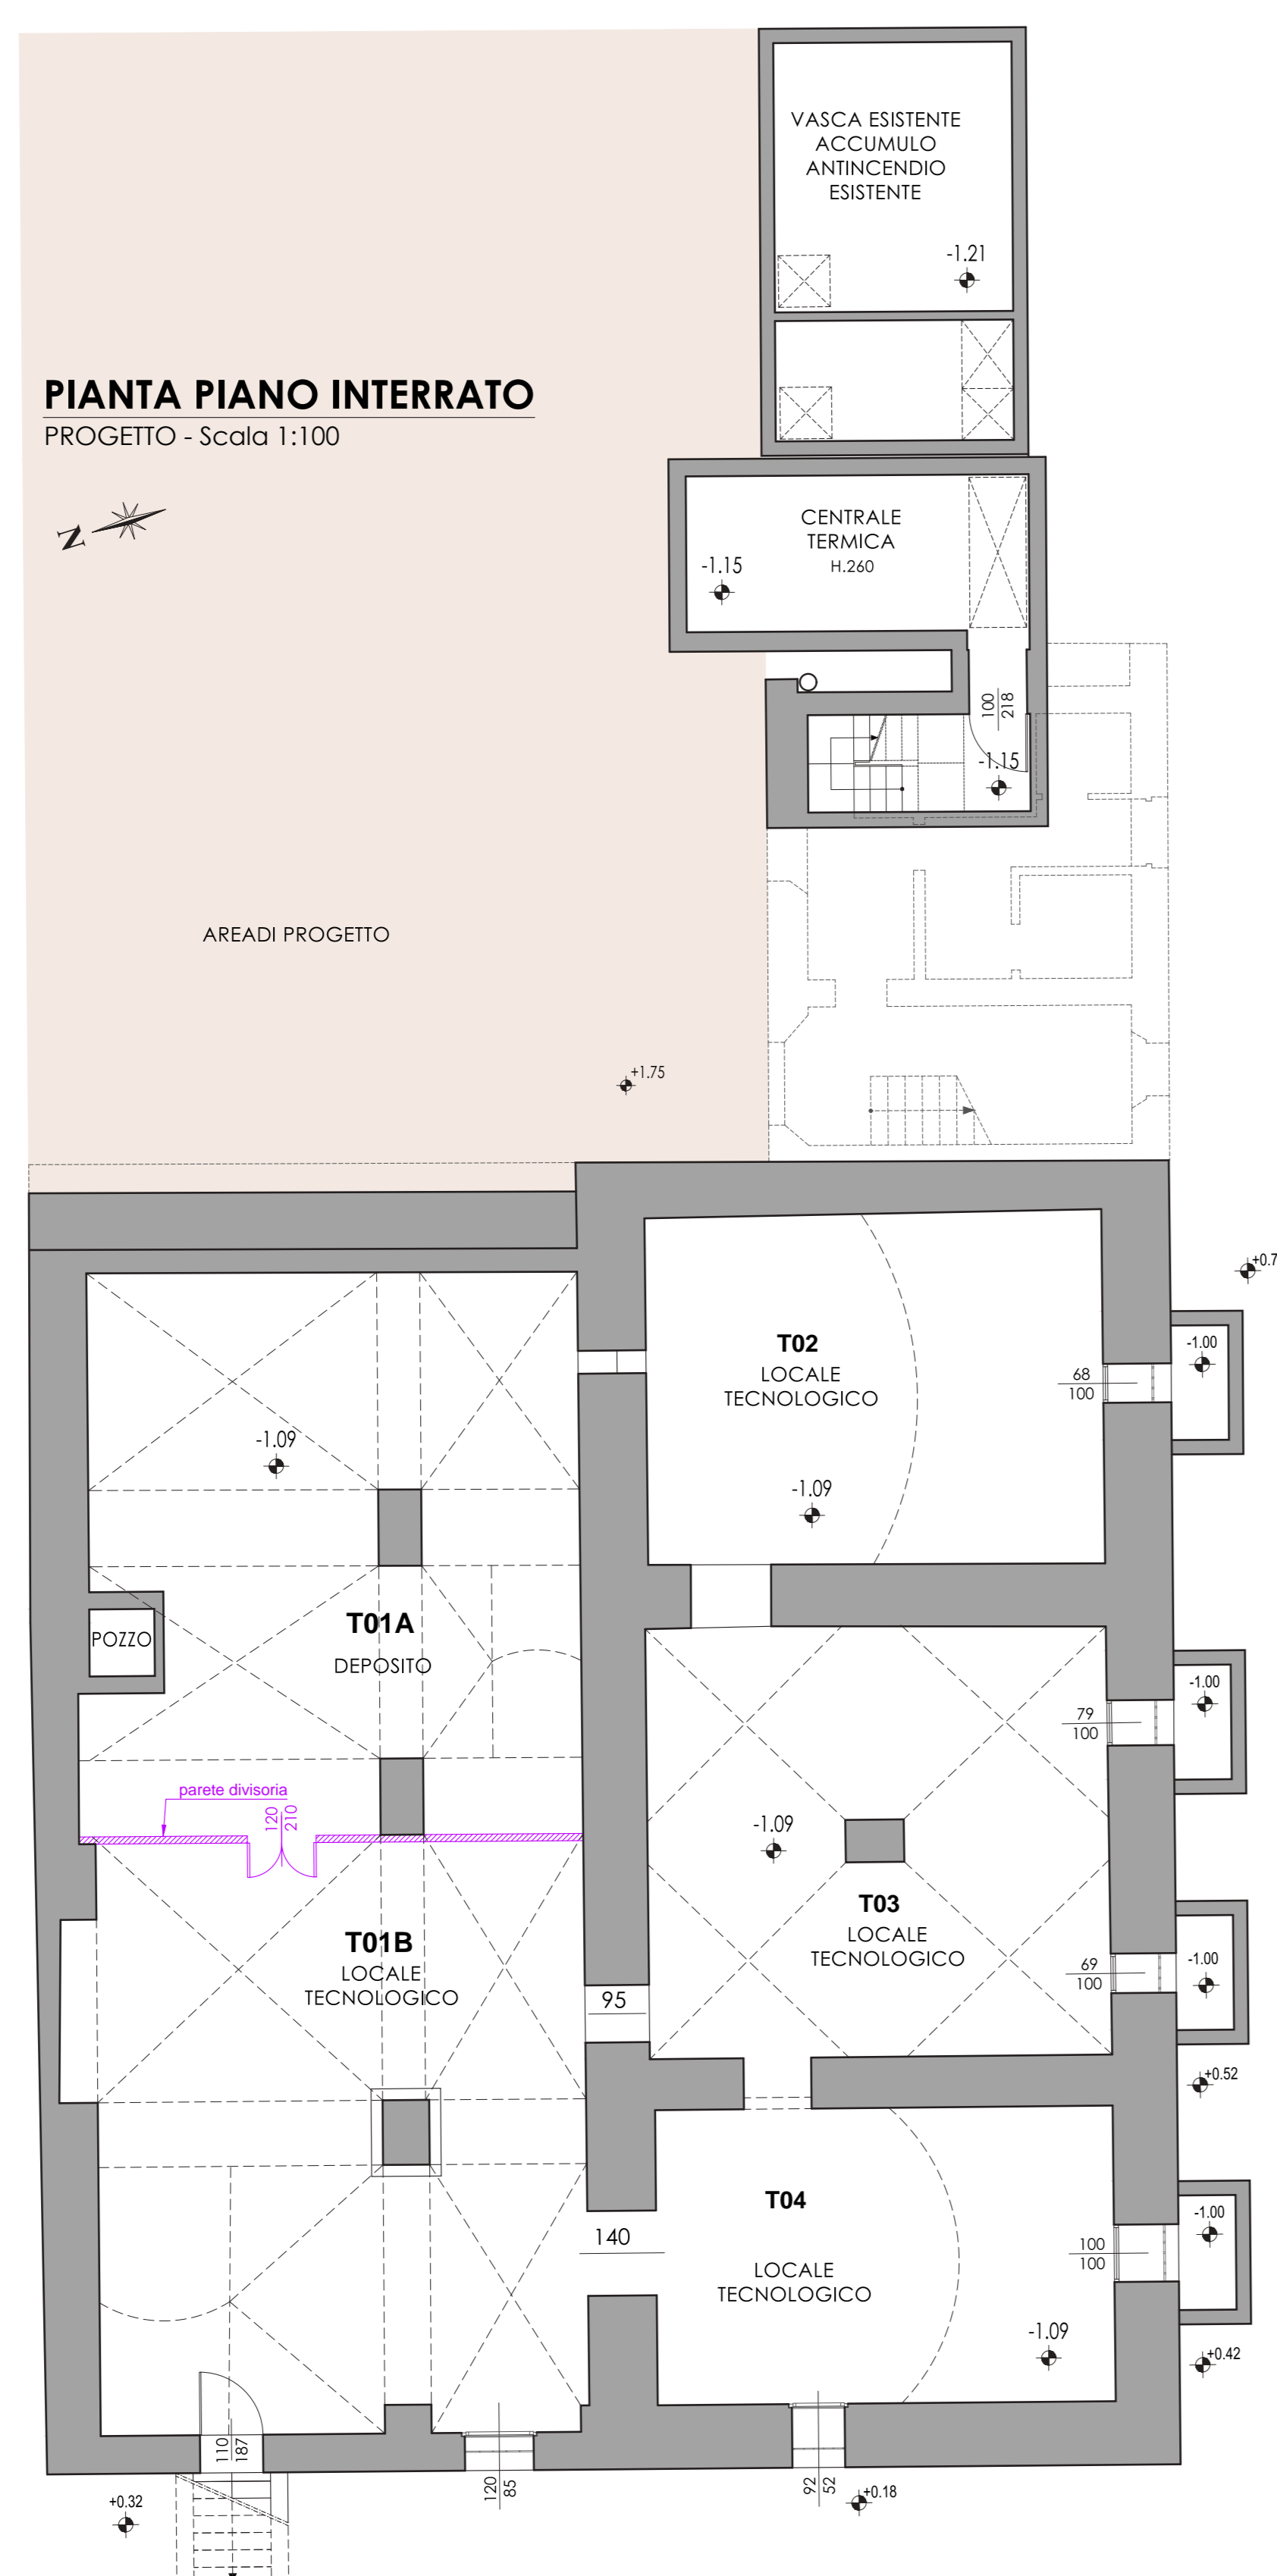 VASCA ESISTENTE
ACCUMULO
ANTINCENDIO
ESISTENTE
-1.21
PIANTA PIANO INTERRATO
PROGETTO - Scala 1:100
N
CENTRALE
TERMICA
H.260
-1.15
100
218
-1.15
AREADI PROGETTO
+1.75
+0.7
T02
LOCALE
TECNOLOGICO
68
100
-1.00
-1.09
-1.09
T01A
DEPOSITO
POZZO
-1.00
79
100
parete divisoria
120
210
-1.09
T03
LOCALE
TECNOLOGICO
69
100
-1.00
T01B
LOCALE
TECNOLOGICO
95
+0.52
T04
LOCALE
TECNOLOGICO
140
100
100
-1.00
-1.09
+0.42
110
187
120
85
92
52
+0.18
+0.32